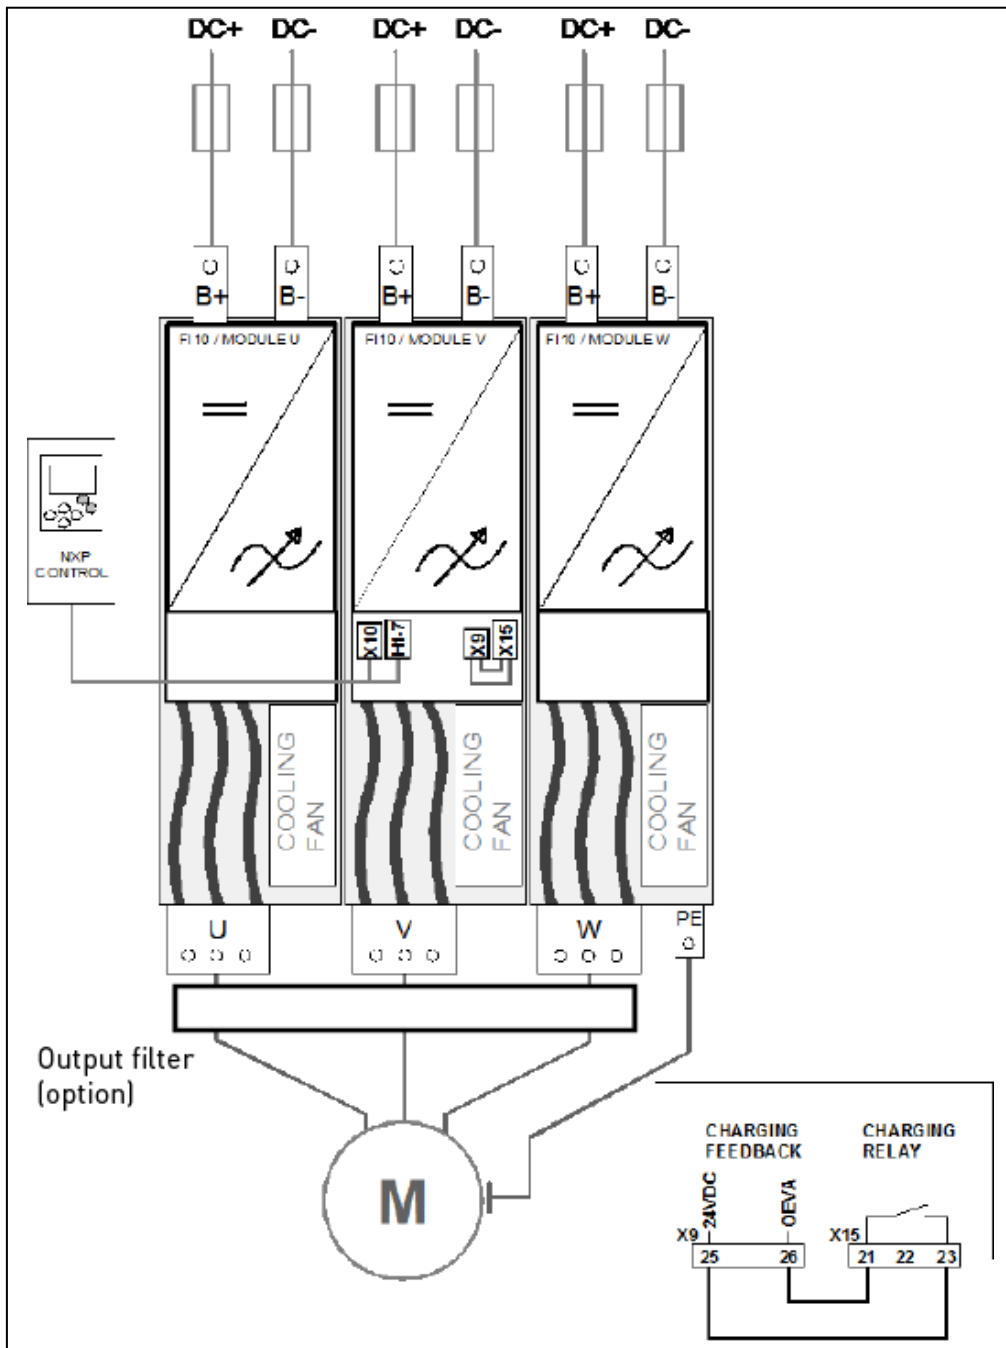 DC+ DC- DC+ DC- DC+ DC-
B+ B- B+ B- B+ B-
FI10 / MODULE U FI10 / MODULE V FI10 / MODULE W
NXP
CONTROL
X10 HI-7 X9 X15
COOLING
FAN
COOLING
FAN
COOLING
FAN
U V W PE
Output filter
(option)
M
CHARGING
FEEDBACK
CHARGING
RELAY
24VDC OEVA
X9 X15
25 26 21 22 23